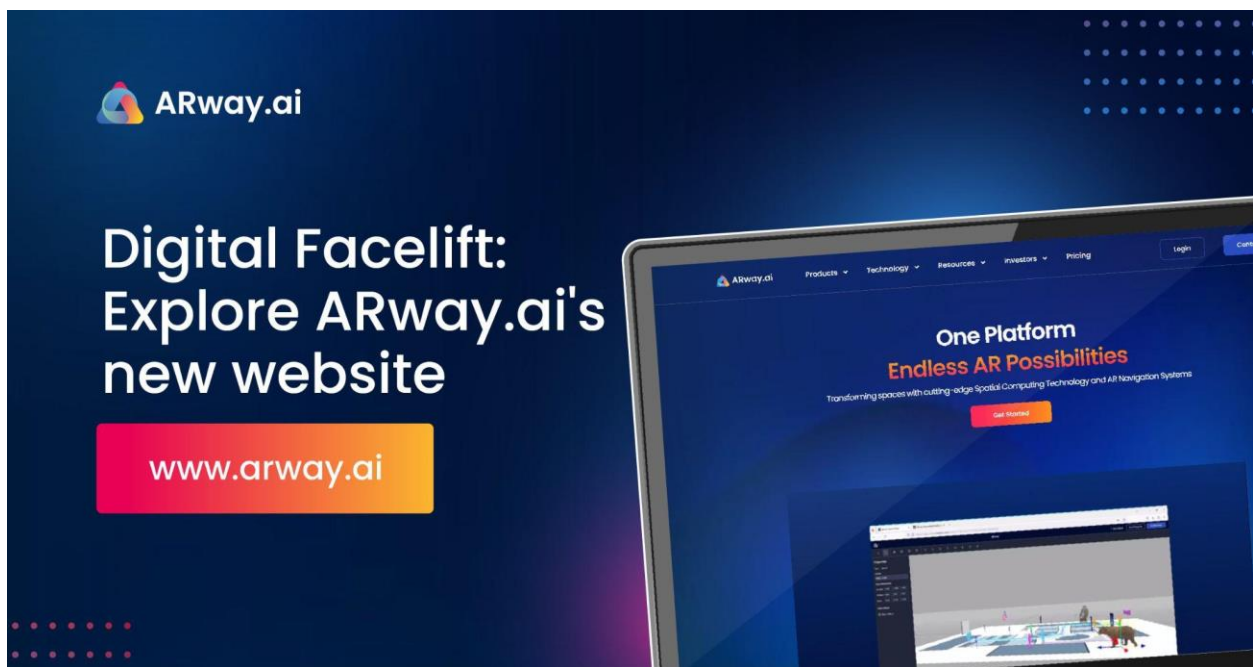 ARway.ai
Digital Facelift:
Explore ARway.ai's
new website
www.arway.ai
ARway.ai
Products
Technology
Resources
Investors
Pricing
Login
One Platform
Endless AR Possibilities
Transforming spaces with cutting-edge Spatial Computing Technology and AR Navigation Systems
Get Started